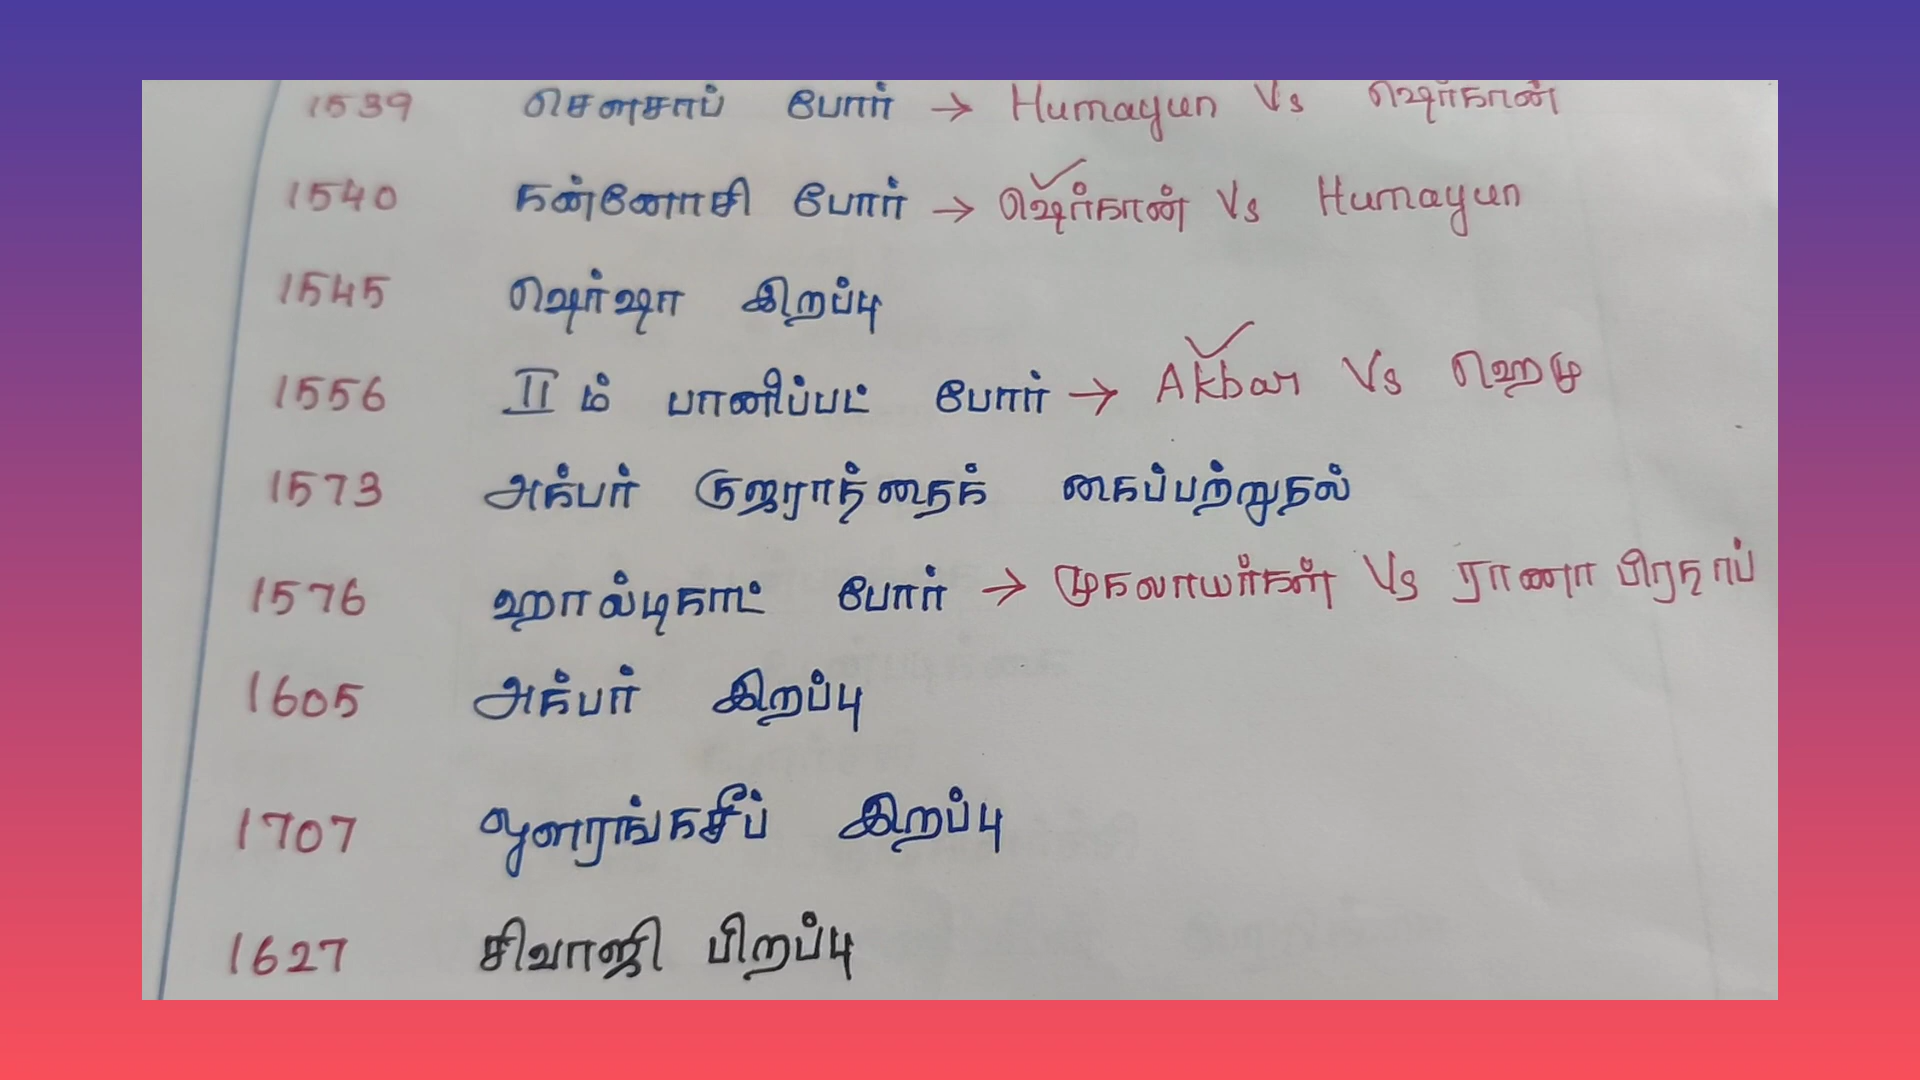 1539 சௌசாப் போர் → Humayun Vs ஷெர்கான்
1540 கன்னோசி போர் → ஷெர்கான் Vs Humayun
1545 ஷெர்ஷா இறப்பு
1556 II ம் பானிப்பட் போர் → Akbar Vs ஹெமு
1573 அக்பர் குஜராத்தைக் கைப்பற்றுதல்
1576 ஹால்டிகாட் போர் → முகலாயர்கள் Vs ராணா பிரதாப்
1605 அக்பர் இறப்பு
1707 ஔரங்கசீப் இறப்பு
1627 சிவாஜி பிறப்பு